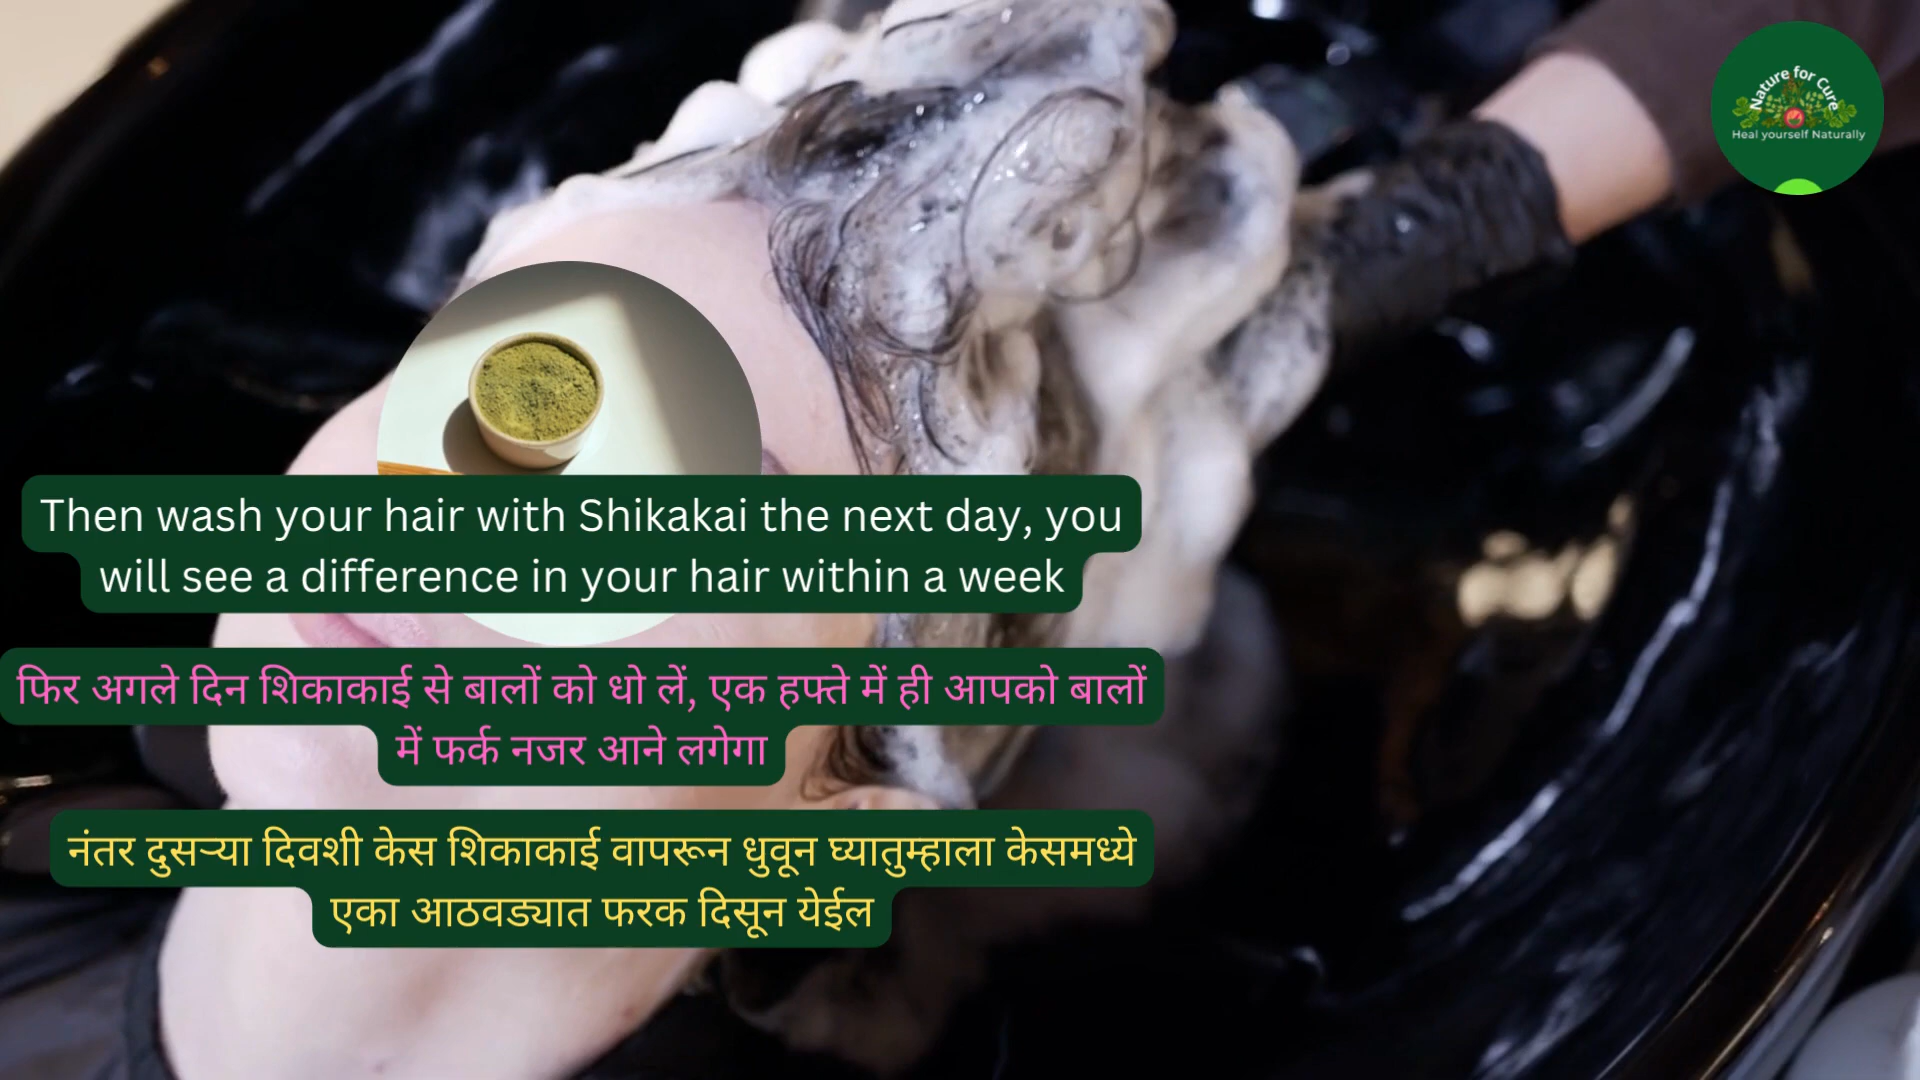 Nature for Cure
Heal yourself Naturally
Then wash your hair with Shikakai the next day, you
will see a difference in your hair within a week
फिर अगले दिन शिकाकाई से बालों को धो लें, एक हफ्ते में ही आपको बालों
में फर्क नजर आने लगेगा
नंतर दुसऱ्या दिवशी केस शिकाकाई वापरून धुवून घ्यातुम्हाला केसमध्ये
एका आठवड्यात फरक दिसून येईल